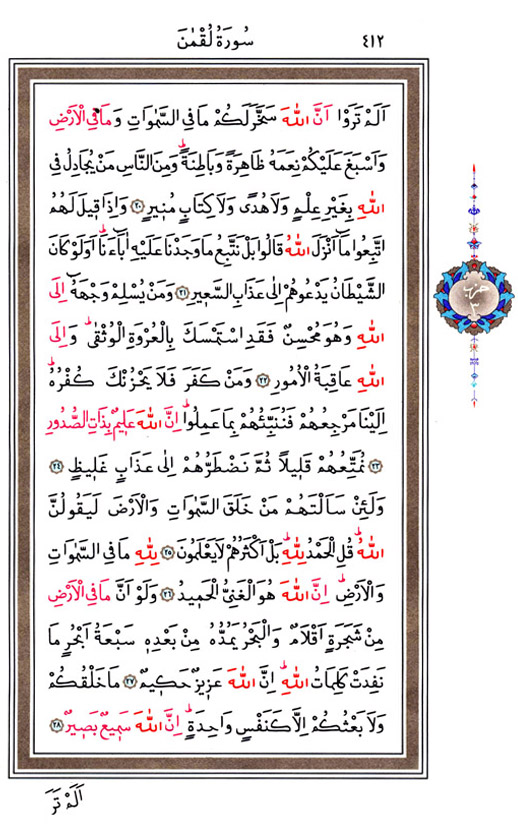 ٤١٢
سُورَةُ لُقْمٰنَ
اَلَمْ تَرَوْا اَنَّ اللّٰهَ سَخَّرَ لَكُمْ مَا فِي السَّمٰوَاتِ وَمَا فِي الْاَرْضِ
وَاَسْبَغَ عَلَيْكُمْ نِعَمَهُ ظَاهِرَةً وَبَاطِنَةًۜ وَمِنَ النَّاسِ مَنْ يُجَادِلُ فِي
اللّٰهِ بِغَيْرِ عِلْمٍ وَلَا هُدًى وَلَا كِتَابٍ مُنٖيرٍ ﴿٢٠﴾ وَاِذَا قٖيلَ لَهُمُ
اتَّبِعُوا مَٓا اَنْزَلَ اللّٰهُ قَالُوا بَلْ نَتَّبِعُ مَا وَجَدْنَا عَلَيْهِ اٰبَٓاءَنَاۜ اَوَلَوْ كَانَ
الشَّيْطَانُ يَدْعُوهُمْ اِلٰى عَذَابِ السَّعٖيرِ ﴿٢١﴾ وَمَنْ يُسْلِمْ وَجْهَهُٓ اِلَى
اللّٰهِ وَهُوَ مُحْسِنٌ فَقَدِ اسْتَمْسَكَ بِالْعُرْوَةِ الْوُثْقٰىۜ وَاِلَى
اللّٰهِ عَاقِبَةُ الْاُمُورِ ﴿٢٢﴾ وَمَنْ كَفَرَ فَلَا يَحْزُنْكَ كُفْرُهُۜ
اِلَيْنَا مَرْجِعُهُمْ فَنُنَبِّئُهُمْ بِمَا عَمِلُواۜ اِنَّ اللّٰهَ عَلٖيمٌ بِذَاتِ الصُّدُورِ
﴿٢٣﴾ نُمَتِّعُهُمْ قَلٖيلًا ثُمَّ نَضْطَرُّهُمْ اِلٰى عَذَابٍ غَلٖيظٍ ﴿٢٤﴾
وَلَئِنْ سَاَلْتَهُمْ مَنْ خَلَقَ السَّمٰوَاتِ وَالْاَرْضَ لَيَقُولُنَّ
اللّٰهُۜ قُلِ الْحَمْدُ لِلّٰهِۜ بَلْ اَكْثَرُهُمْ لَا يَعْلَمُونَ ﴿٢٥﴾ لِلّٰهِ مَا فِي السَّمٰوَاتِ
وَالْاَرْضِۜ اِنَّ اللّٰهَ هُوَ الْغَنِيُّ الْحَمٖيدُ ﴿٢٦﴾ وَلَوْ اَنَّ مَا فِي الْاَرْضِ
مِنْ شَجَرَةٍ اَقْلَامٌ وَالْبَحْرُ يَمُدُّهُ مِنْ بَعْدِهٖ سَبْعَةُ اَبْحُرٍ مَا
نَفِدَتْ كَلِمَاتُ اللّٰهِۜ اِنَّ اللّٰهَ عَزٖيزٌ حَكٖيمٌ ﴿٢٧﴾ مَا خَلْقُكُمْ
وَلَا بَعْثُكُمْ اِلَّا كَنَفْسٍ وَاحِدَةٍۜ اِنَّ اللّٰهَ سَمٖيعٌ بَصٖيرٌ ﴿٢٨﴾
حزب
٣
اَلَمْ تَرَ